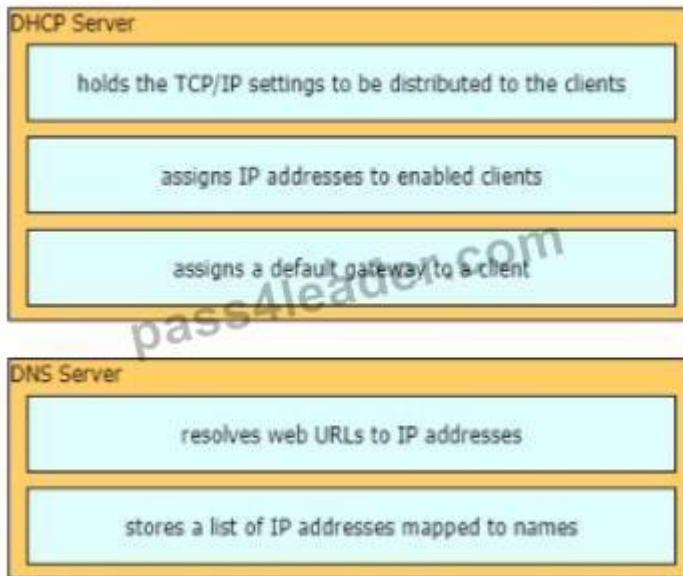 DHCP Server
holds the TCP/IP settings to be distributed to the clients
assigns IP addresses to enabled clients
assigns a default gateway to a client
pass4leader.com
DNS Server
resolves web URLs to IP addresses
stores a list of IP addresses mapped to names